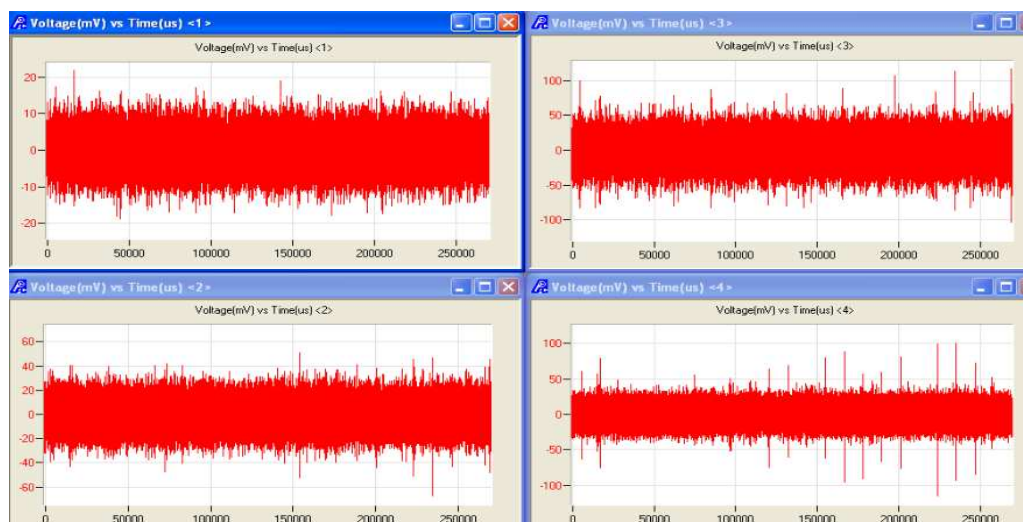 Voltage(mV) vs Time(us) <1>
Voltage(mV) vs Time(us) <1>
20
10
0
-10
-20
0 50000 100000 150000 200000 250000
Voltage(mV) vs Time(us) <3>
Voltage(mV) vs Time(us) <3>
100
50
0
-50
-100
0 50000 100000 150000 200000 250000
Voltage(mV) vs Time(us) <2>
Voltage(mV) vs Time(us) <2>
60
40
20
0
-20
-40
-60
0 50000 100000 150000 200000 250000
Voltage(mV) vs Time(us) <4>
Voltage(mV) vs Time(us) <4>
100
50
0
-50
-100
0 50000 100000 150000 200000 250000